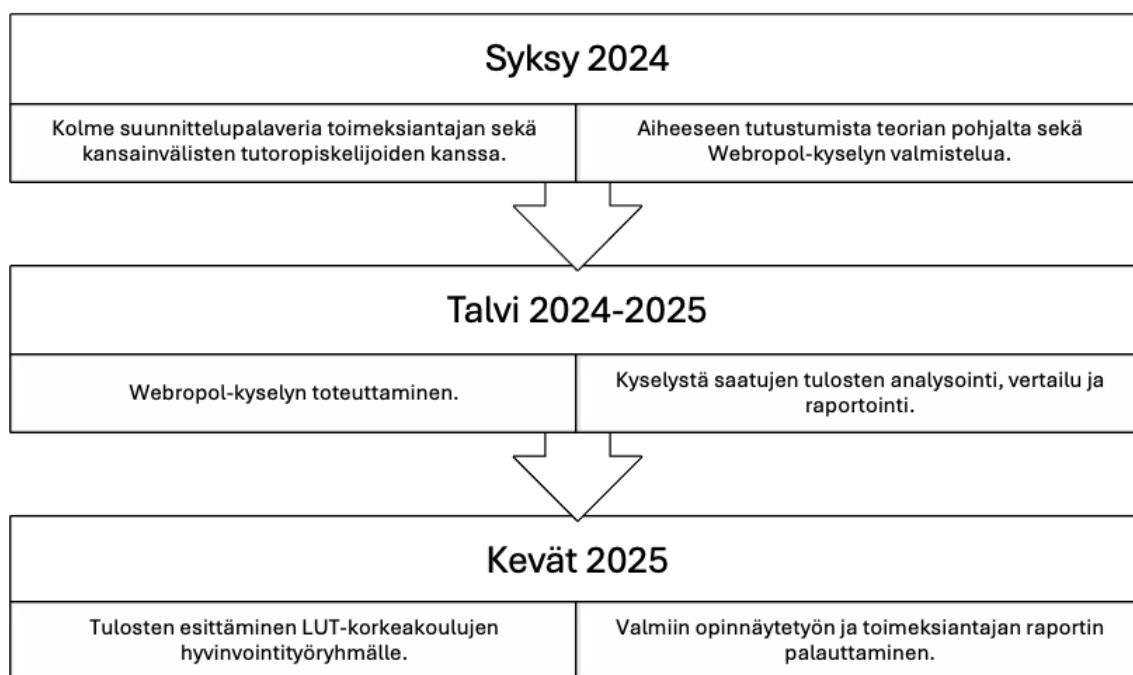 Syksy 2024
Kolme suunnittelupalaveria toimeksiantajan sekä
kansainvälisten tutoropiskelijoiden kanssa.
Aiheeseen tutustumista teorian pohjalta sekä
Webropol-kyselyn valmistelua.
Talvi 2024-2025
Webropol-kyselyn toteuttaminen.
Kyselystä saatujen tulosten analysointi, vertailu ja
raportointi.
Kevät 2025
Tulosten esittäminen LUT-korkeakoulujen
hyvinvointityöryhmälle.
Valmiin opinnäytetyön ja toimeksiantajan raportin
palauttaminen.